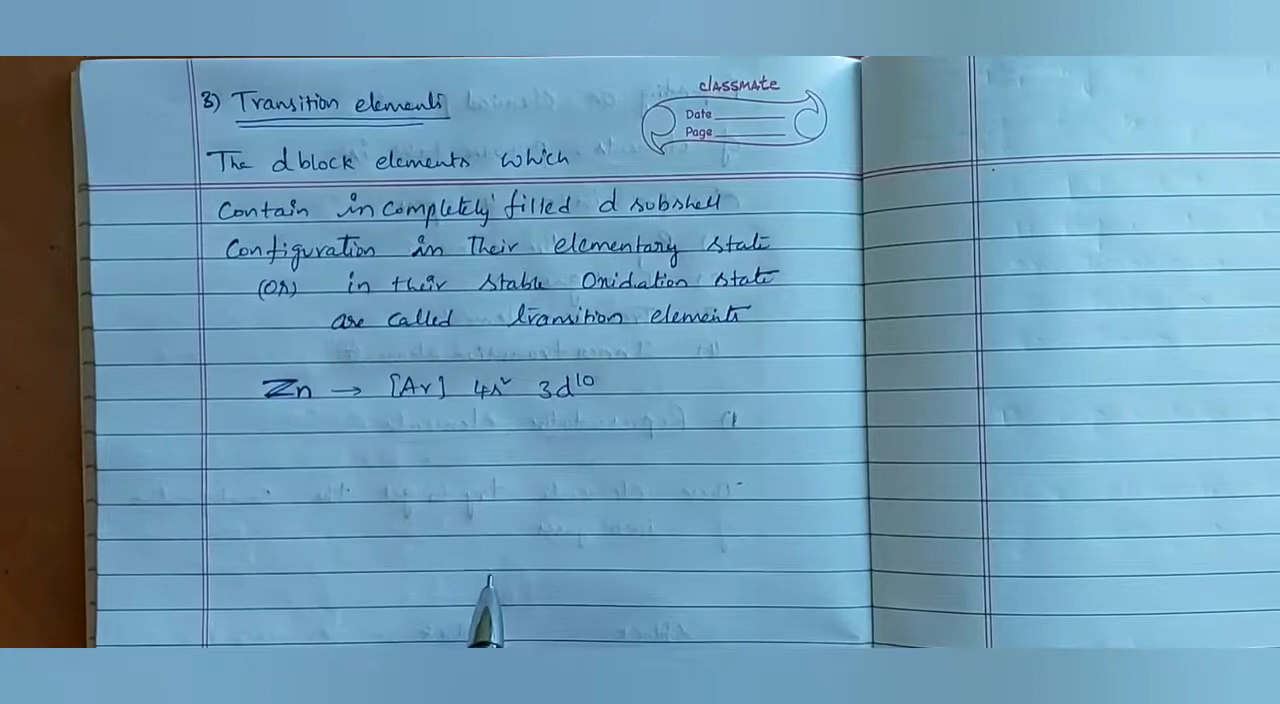 classmate
Date
Page
3) Transition elements
The d block elements which
Contain incompletely filled d subshell
Configuration in Their elementary state
(OR) in their stable Oxidation state
are called transition elements
Zn → [Ar] 4s² 3d¹⁰